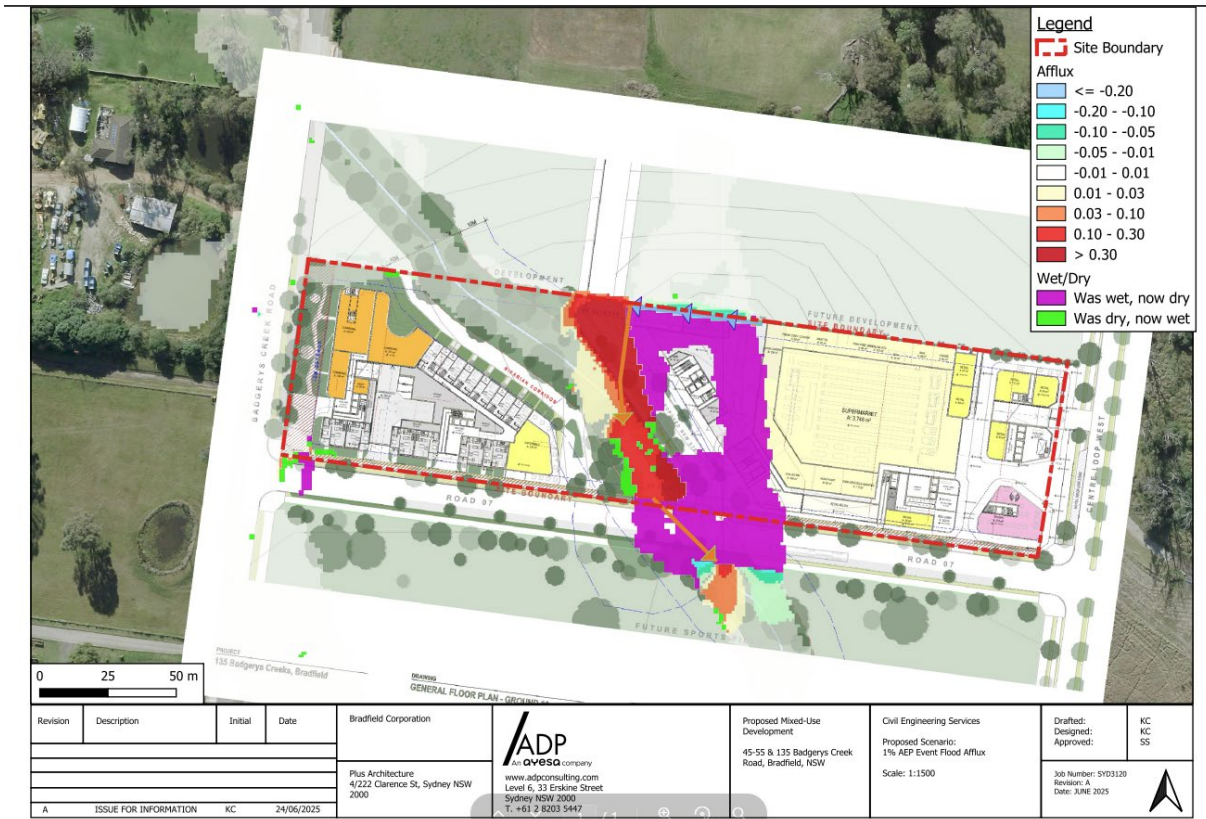 Legend
Site Boundary
Afflux
<= -0.20
-0.20 - -0.10
-0.10 - -0.05
-0.05 - -0.01
-0.01 - 0.01
0.01 - 0.03
0.03 - 0.10
0.10 - 0.30
> 0.30
Wet/Dry
Was wet, now dry
Was dry, now wet
DEVELOPMENT
FUTURE DEVELOPMENT
SITE BOUNDARY
BADGERYS CREEK ROAD
RIPARIAN CORRIDOR
SUPERMARKET
CENTRE LOOP WEST
SITE BOUNDARY
ROAD 07
ROAD 07
FUTURE SPORTS
PROJECT
135 Badgerys Creeks, Bradfield
DRAWING
GENERAL FLOOR PLAN - GROUND
0 25 50 m
Revision Description Initial Date
A ISSUE FOR INFORMATION KC 24/06/2025
Bradfield Corporation
Plus Architecture
4/222 Clarence St, Sydney NSW
2000
ADP
An ayesa company
www.adpconsulting.com
Level 6, 33 Erskine Street
Sydney NSW 2000
T. +61 2 8203 5447
Proposed Mixed-Use
Development
45-55 & 135 Badgerys Creek
Road, Bradfield, NSW
Civil Engineering Services
Proposed Scenario:
1% AEP Event Flood Afflux
Scale: 1:1500
Drafted: KC
Designed: KC
Approved: SS
Job Number: SYD3120
Revision: A
Date: JUNE 2025